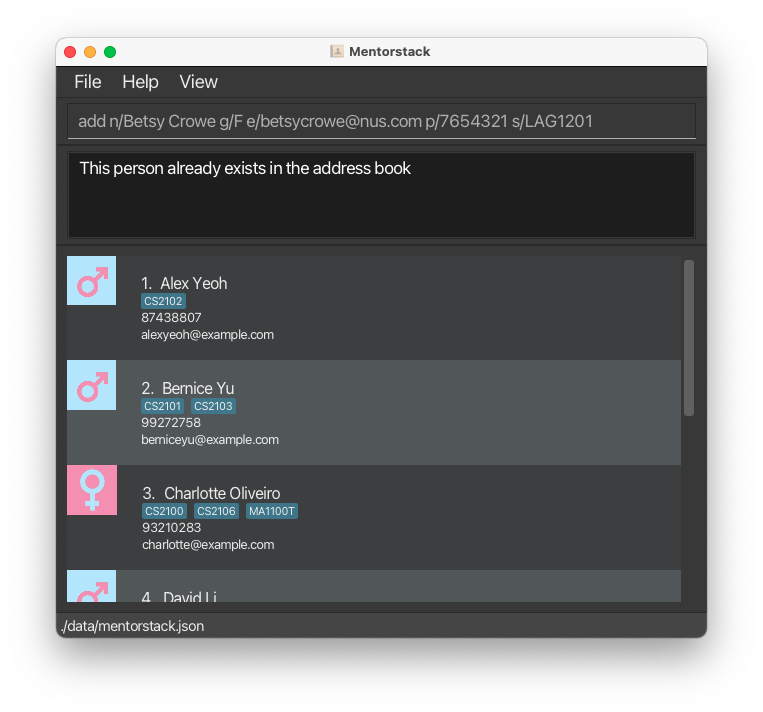 Mentorstack
File Help View
add n/Betsy Crowe g/F e/betsycrowe@nus.com p/7654321 s/LAG1201
This person already exists in the address book
1. Alex Yeoh
CS2102
87438807
alexyeoh@example.com
2. Bernice Yu
CS2101 CS2103
99272758
berniceyu@example.com
3. Charlotte Oliveiro
CS2100 CS2106 MA1100T
93210283
charlotte@example.com
4. David Li
./data/mentorstack.json